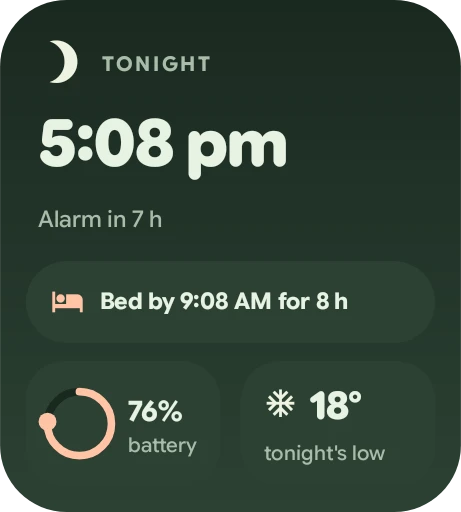 TONIGHT
5:08 pm
Alarm in 7 h
Bed by 9:08 AM for 8 h
76%
battery
18°
tonight's low